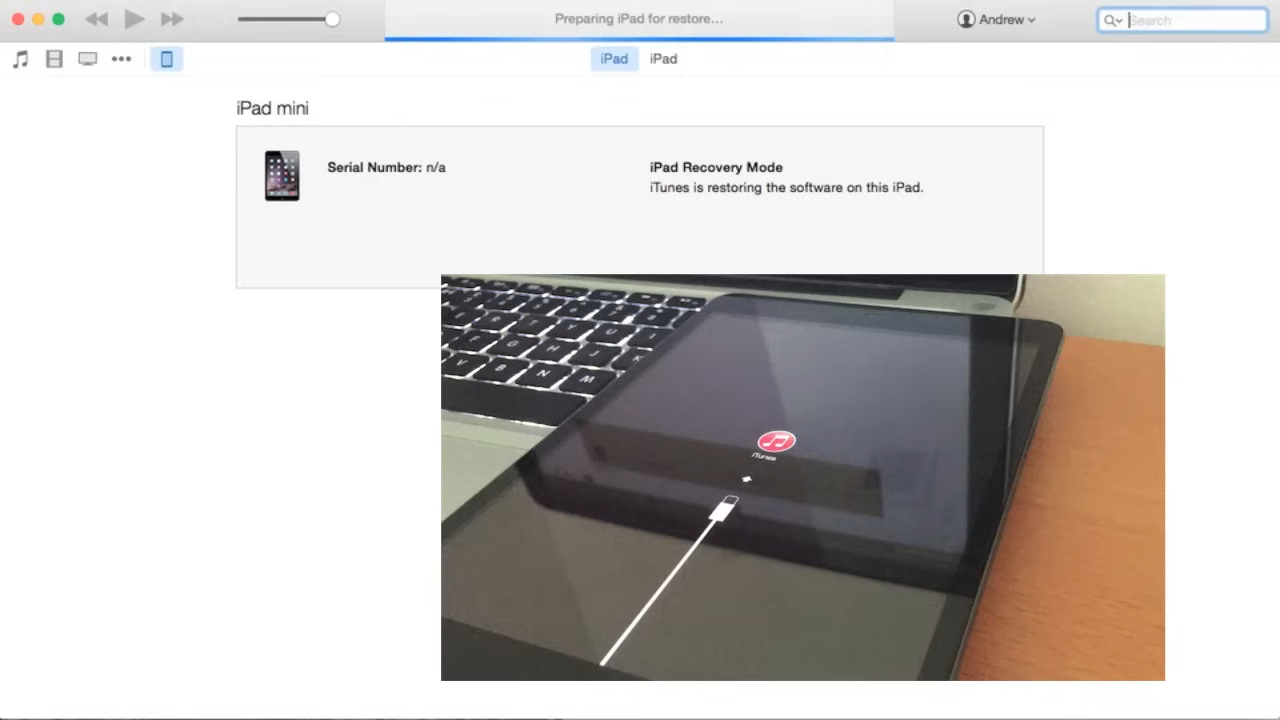 Preparing iPad for restore...
Andrew
Search
iPad iPad
iPad mini
Serial Number: n/a
iPad Recovery Mode
iTunes is restoring the software on this iPad.
R T Y U I
F G H J K
V B N M
iTunes